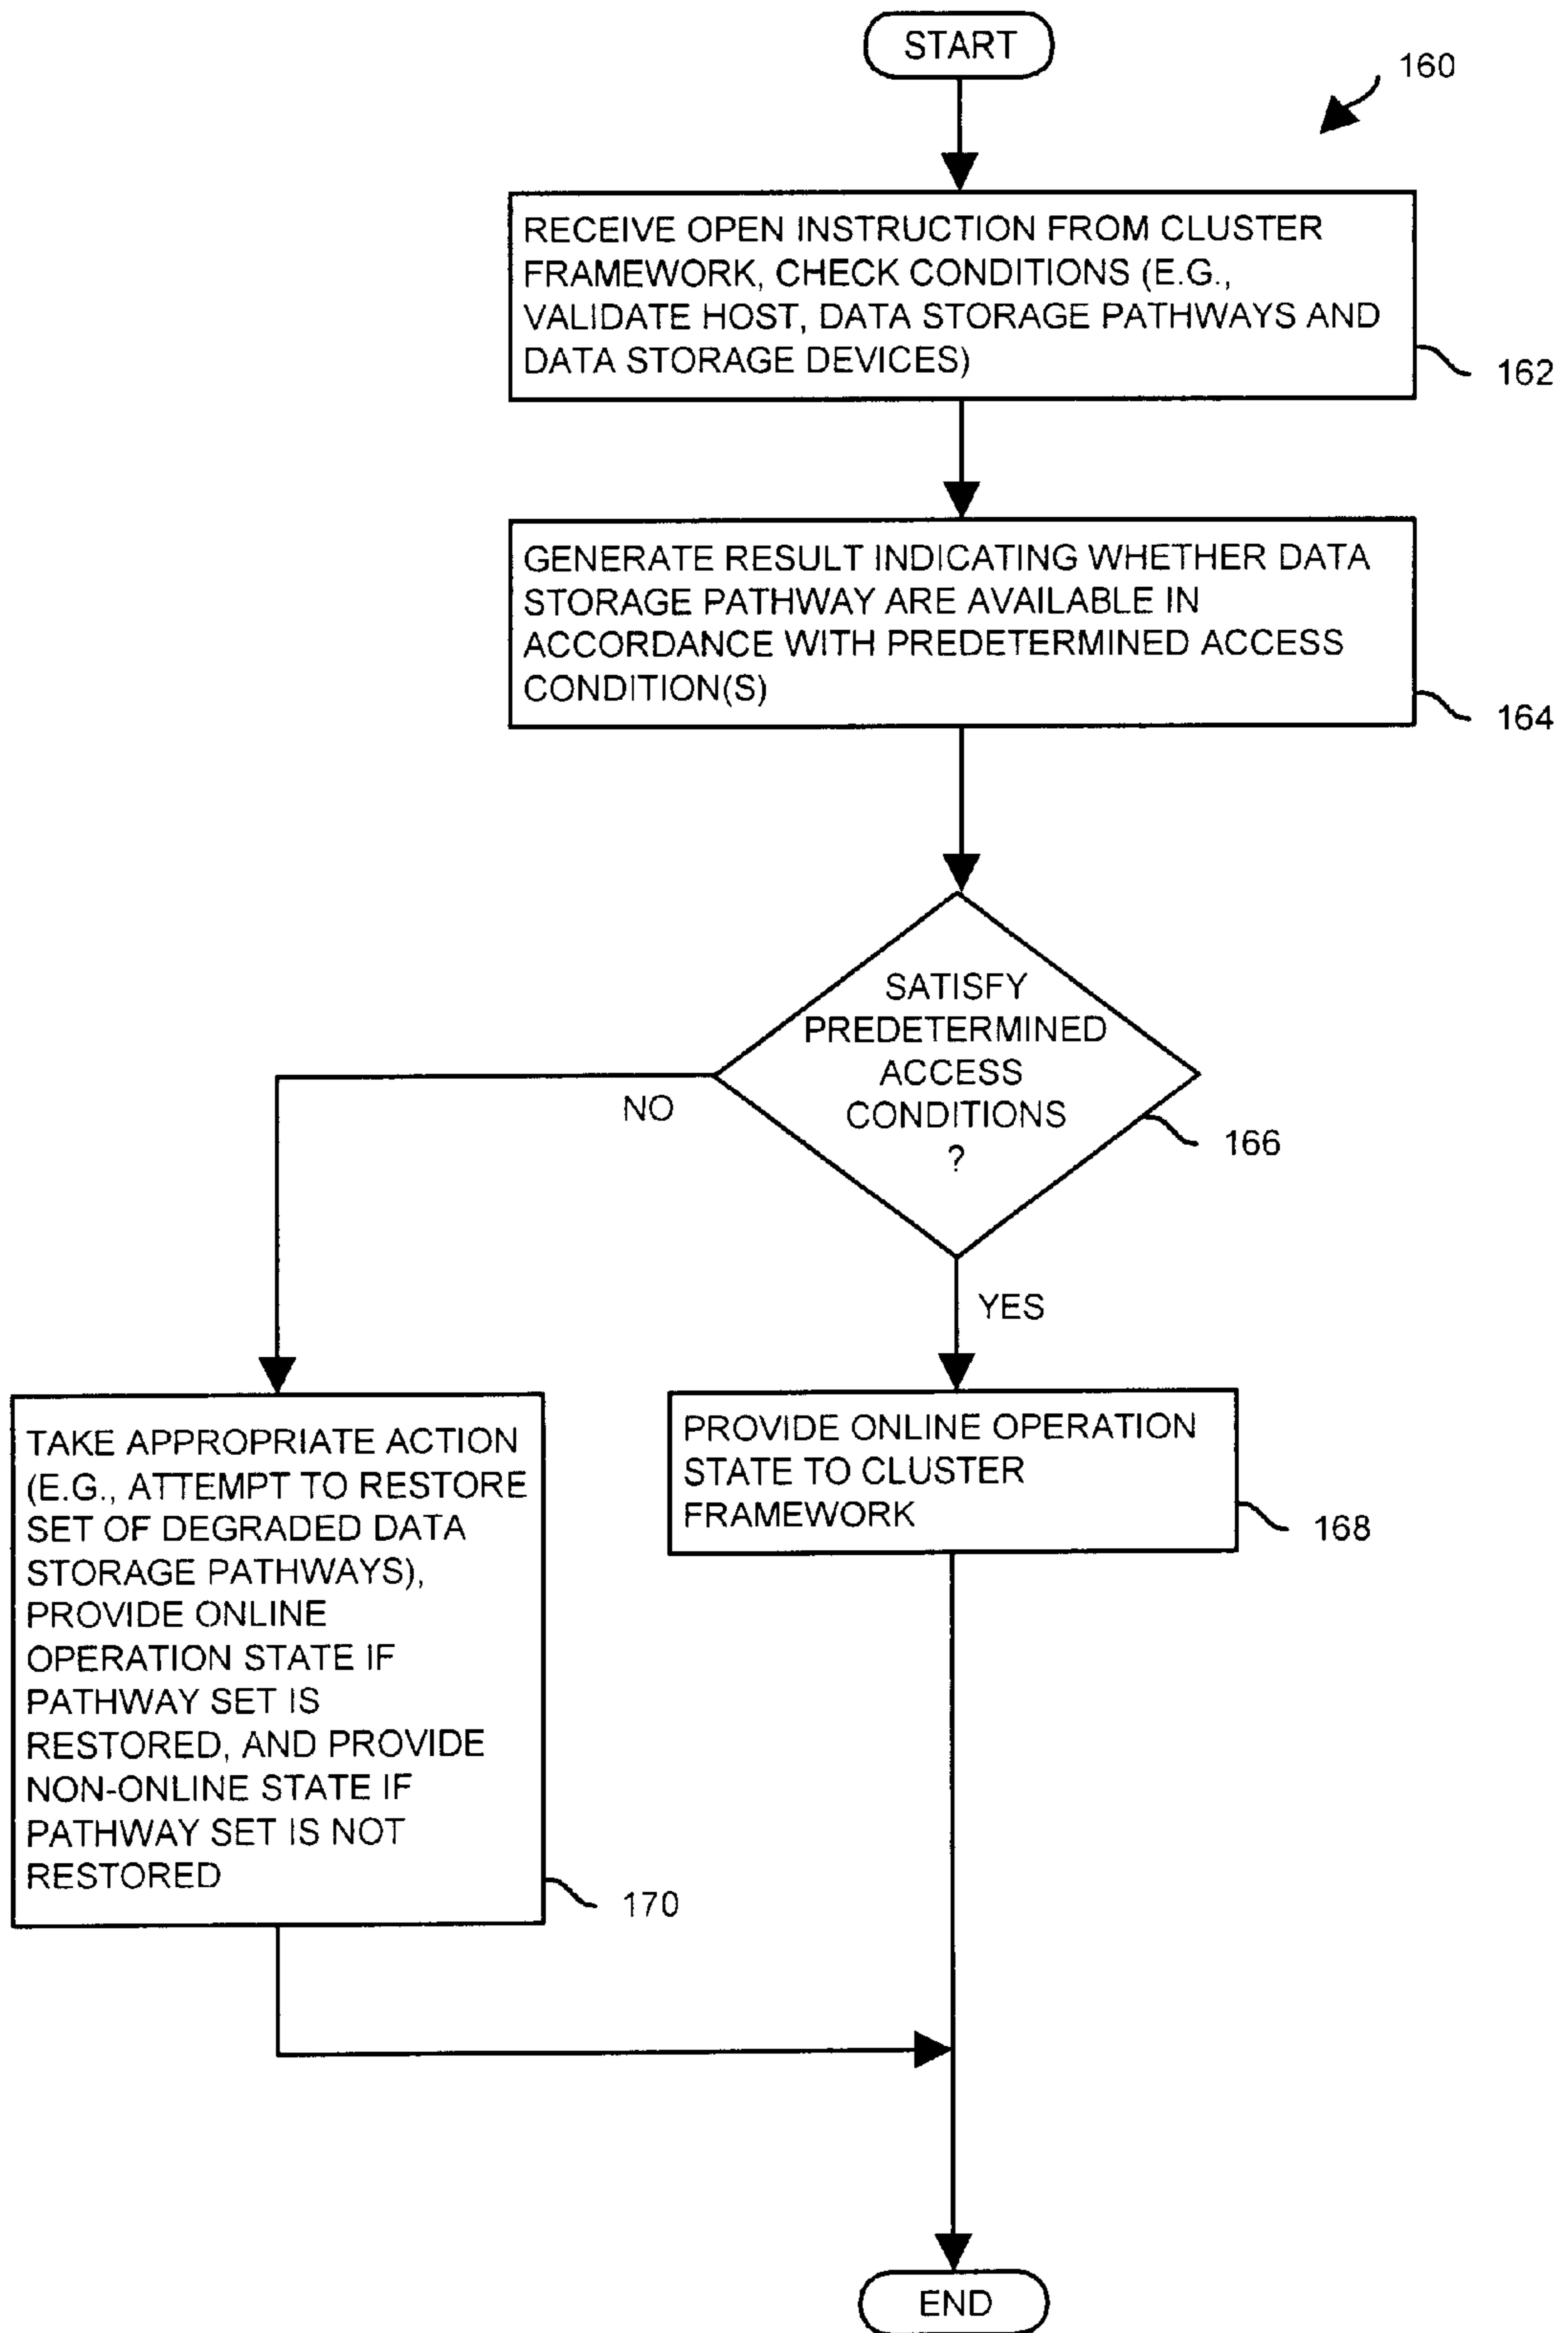 START
160
RECEIVE OPEN INSTRUCTION FROM CLUSTER
FRAMEWORK, CHECK CONDITIONS (E.G.,
VALIDATE HOST, DATA STORAGE PATHWAYS AND
DATA STORAGE DEVICES)
162
GENERATE RESULT INDICATING WHETHER DATA
STORAGE PATHWAY ARE AVAILABLE IN
ACCORDANCE WITH PREDETERMINED ACCESS
CONDITION(S)
164
SATISFY
PREDETERMINED
ACCESS
CONDITIONS
?
166
NO
YES
TAKE APPROPRIATE ACTION
(E.G., ATTEMPT TO RESTORE
SET OF DEGRADED DATA
STORAGE PATHWAYS),
PROVIDE ONLINE
OPERATION STATE IF
PATHWAY SET IS
RESTORED, AND PROVIDE
NON-ONLINE STATE IF
PATHWAY SET IS NOT
RESTORED
170
PROVIDE ONLINE OPERATION
STATE TO CLUSTER
FRAMEWORK
168
END